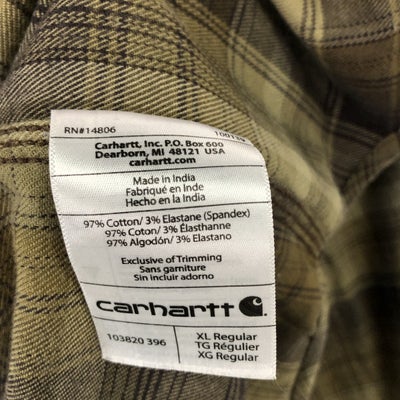 RN#14806
Carhartt, Inc. P.O. Box 600
Dearborn, MI 48121 USA
carhartt.com
Made in India
Fabriqué en Inde
Hecho en la India
97% Cotton/ 3% Elastane (Spandex)
97% Coton/ 3% Élasthanne
97% Algodón/ 3% Elastano
Exclusive of Trimming
Sans garniture
Sin incluir adorno
carhartt
103820 396
XL Regular
TG Régulier
XG Regular